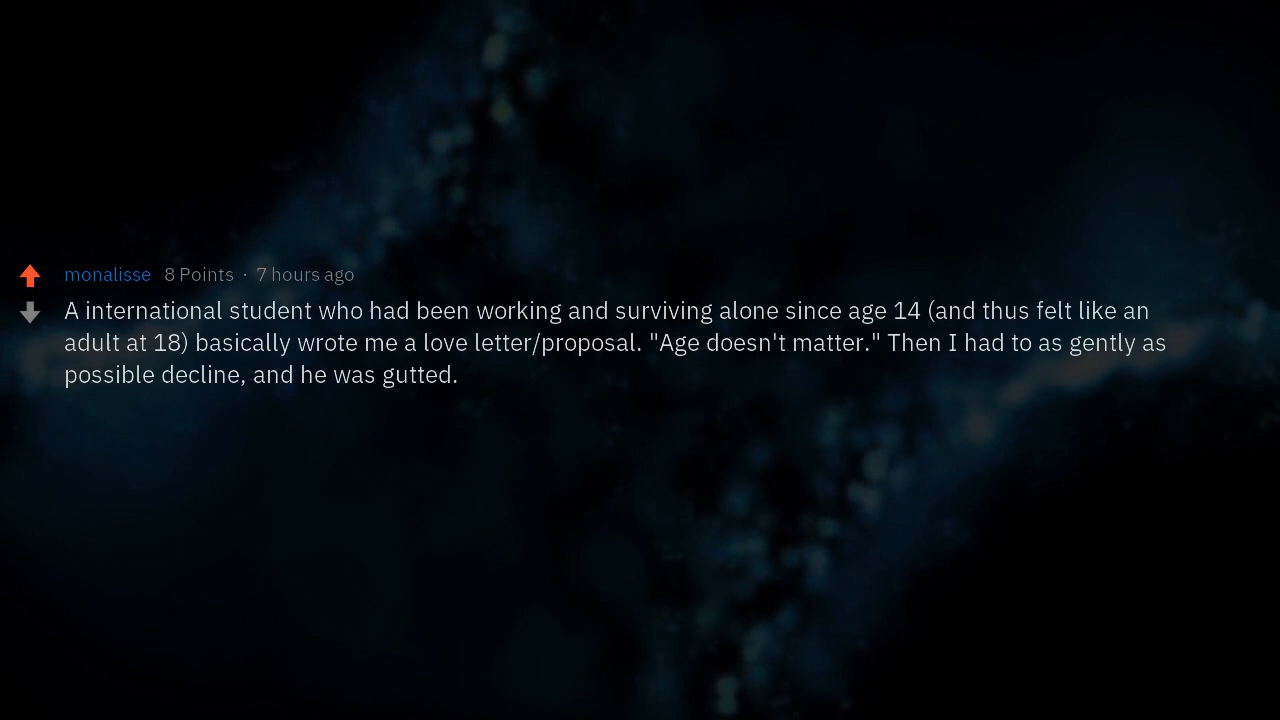 monalisse 8 Points · 7 hours ago
A international student who had been working and surviving alone since age 14 (and thus felt like an
adult at 18) basically wrote me a love letter/proposal. "Age doesn't matter." Then I had to as gently as
possible decline, and he was gutted.